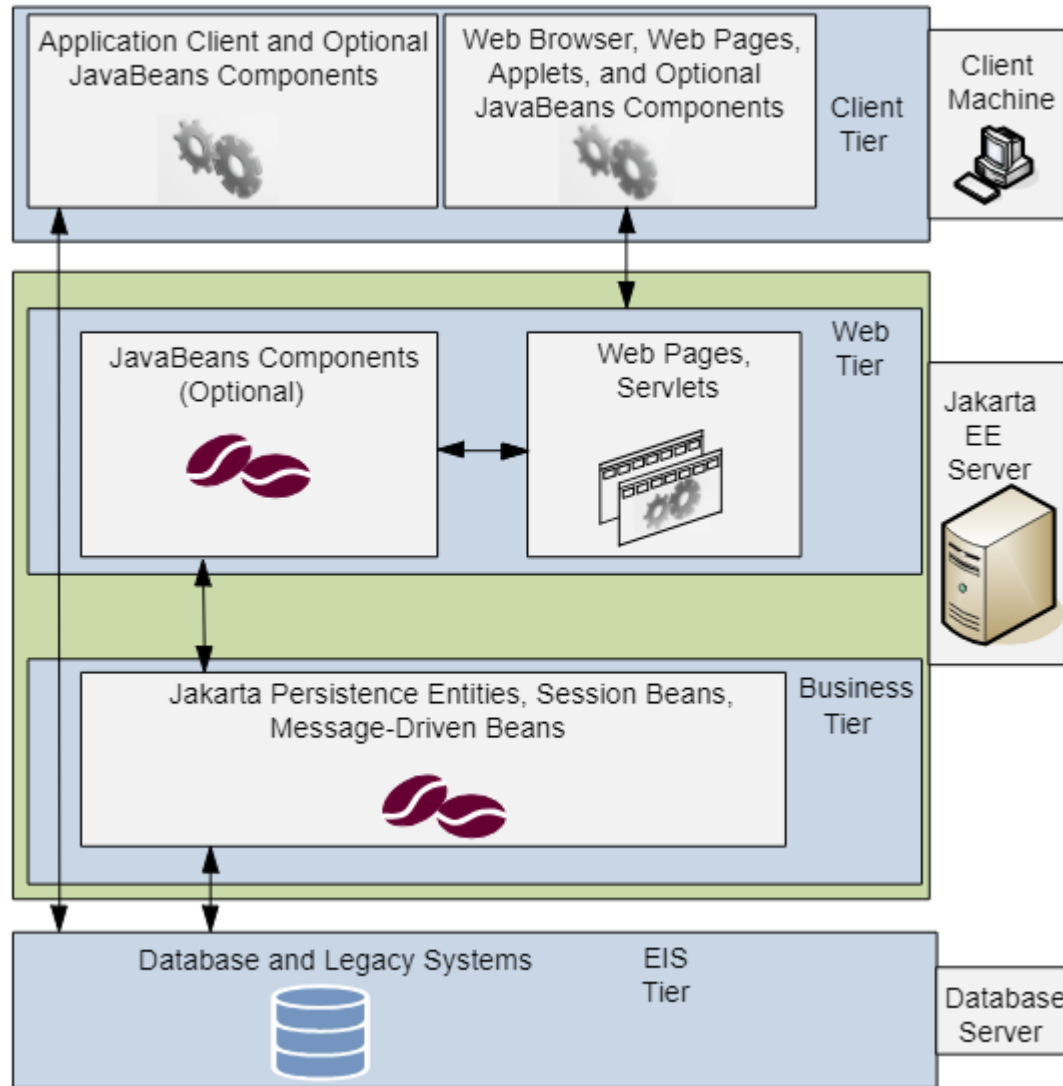 Application Client and Optional
JavaBeans Components
Web Browser, Web Pages,
Applets, and Optional
JavaBeans Components
Client
Tier
Client
Machine
JavaBeans Components
(Optional)
Web Pages,
Servlets
Web
Tier
Jakarta
EE
Server
Jakarta Persistence Entities, Session Beans,
Message-Driven Beans
Business
Tier
Database and Legacy Systems
EIS
Tier
Database
Server